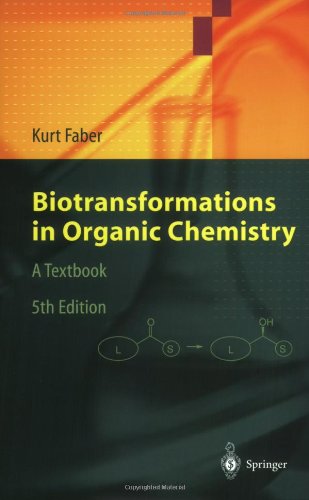 Kurt Faber
Biotransformations
in Organic Chemistry
A Textbook
5th Edition
O
OH
L
S
L
S
Springer